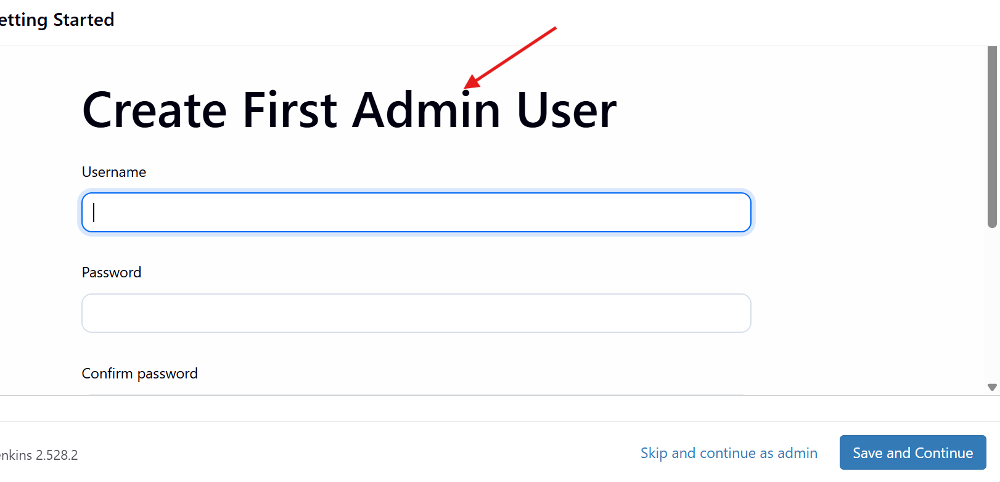 etting Started
Create First Admin User
Username
Password
Confirm password
enkins 2.528.2
Skip and continue as admin
Save and Continue